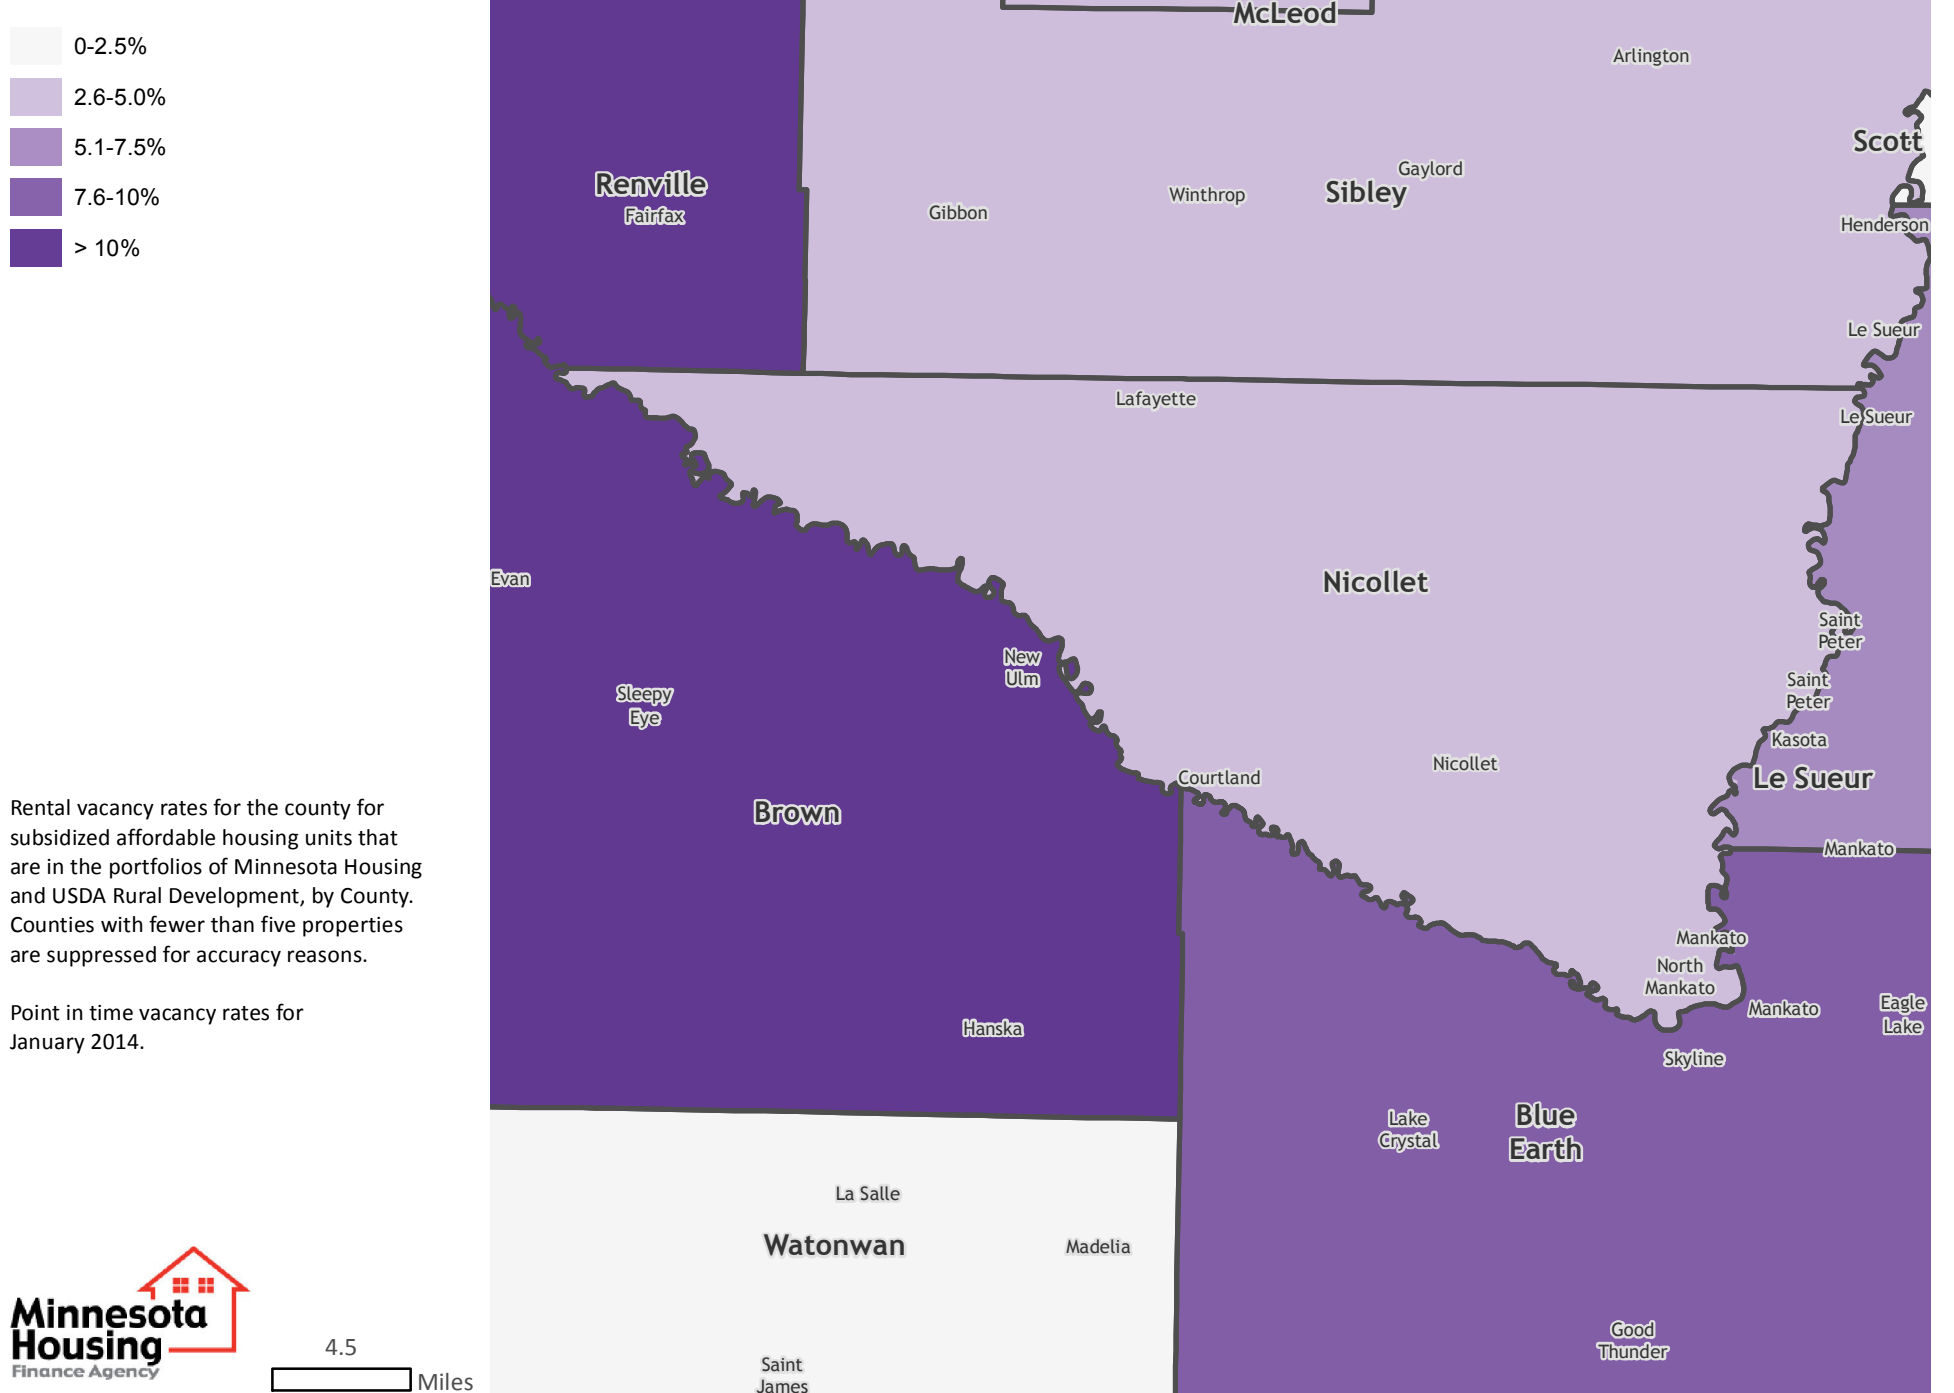 0-2.5%
2.6-5.0%
5.1-7.5%
7.6-10%
> 10%
Rental vacancy rates for the county for
subsidized affordable housing units that
are in the portfolios of Minnesota Housing
and USDA Rural Development, by County.
Counties with fewer than five properties
are suppressed for accuracy reasons.
Point in time vacancy rates for
January 2014.
Minnesota
Housing
Finance Agency
4.5
Miles
McLeod
Arlington
Scott
Renville
Fairfax
Gaylord
Sibley
Winthrop
Gibbon
Henderson
Le Sueur
Lafayette
Le Sueur
Evan
Nicollet
Saint
Peter
New
Ulm
Sleepy
Eye
Saint
Peter
Kasota
Nicollet
Courtland
Le Sueur
Brown
Mankato
Mankato
North
Mankato
Mankato
Eagle
Lake
Hanska
Skyline
Lake
Crystal
Blue
Earth
La Salle
Watonwan
Madelia
Good
Thunder
Saint
James